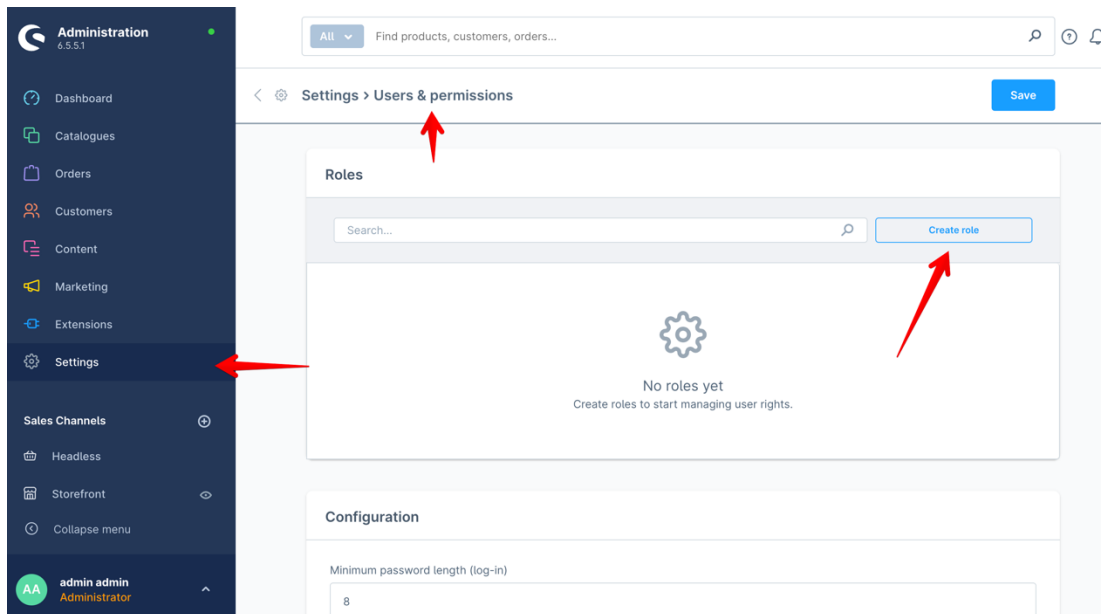 Administration
6.5.5.1
Dashboard
Catalogues
Orders
Customers
Content
Marketing
Extensions
Settings
Sales Channels
Headless
Storefront
Collapse menu
AA
admin admin
Administrator
All
Find products, customers, orders...
Settings > Users & permissions
Save
Roles
Search...
Create role
No roles yet
Create roles to start managing user rights.
Configuration
Minimum password length (log-in)
8